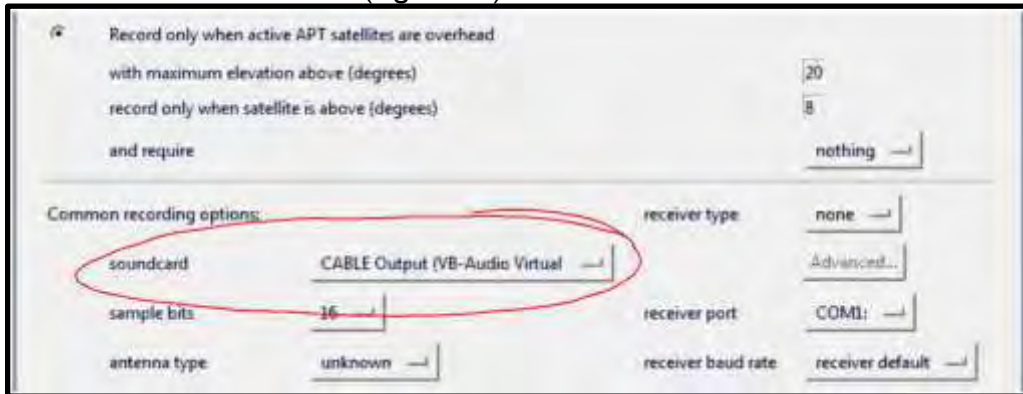 Record only when active APT satellites are overhead
with maximum elevation above (degrees) 20
record only when satellite is above (degrees) 8
and require nothing
Common recording options: receiver type none
soundcard CABLE Output (VB-Audio Virtual Advanced...
sample bits 16 receiver port COM1:
antenna type unknown receiver baud rate receiver default